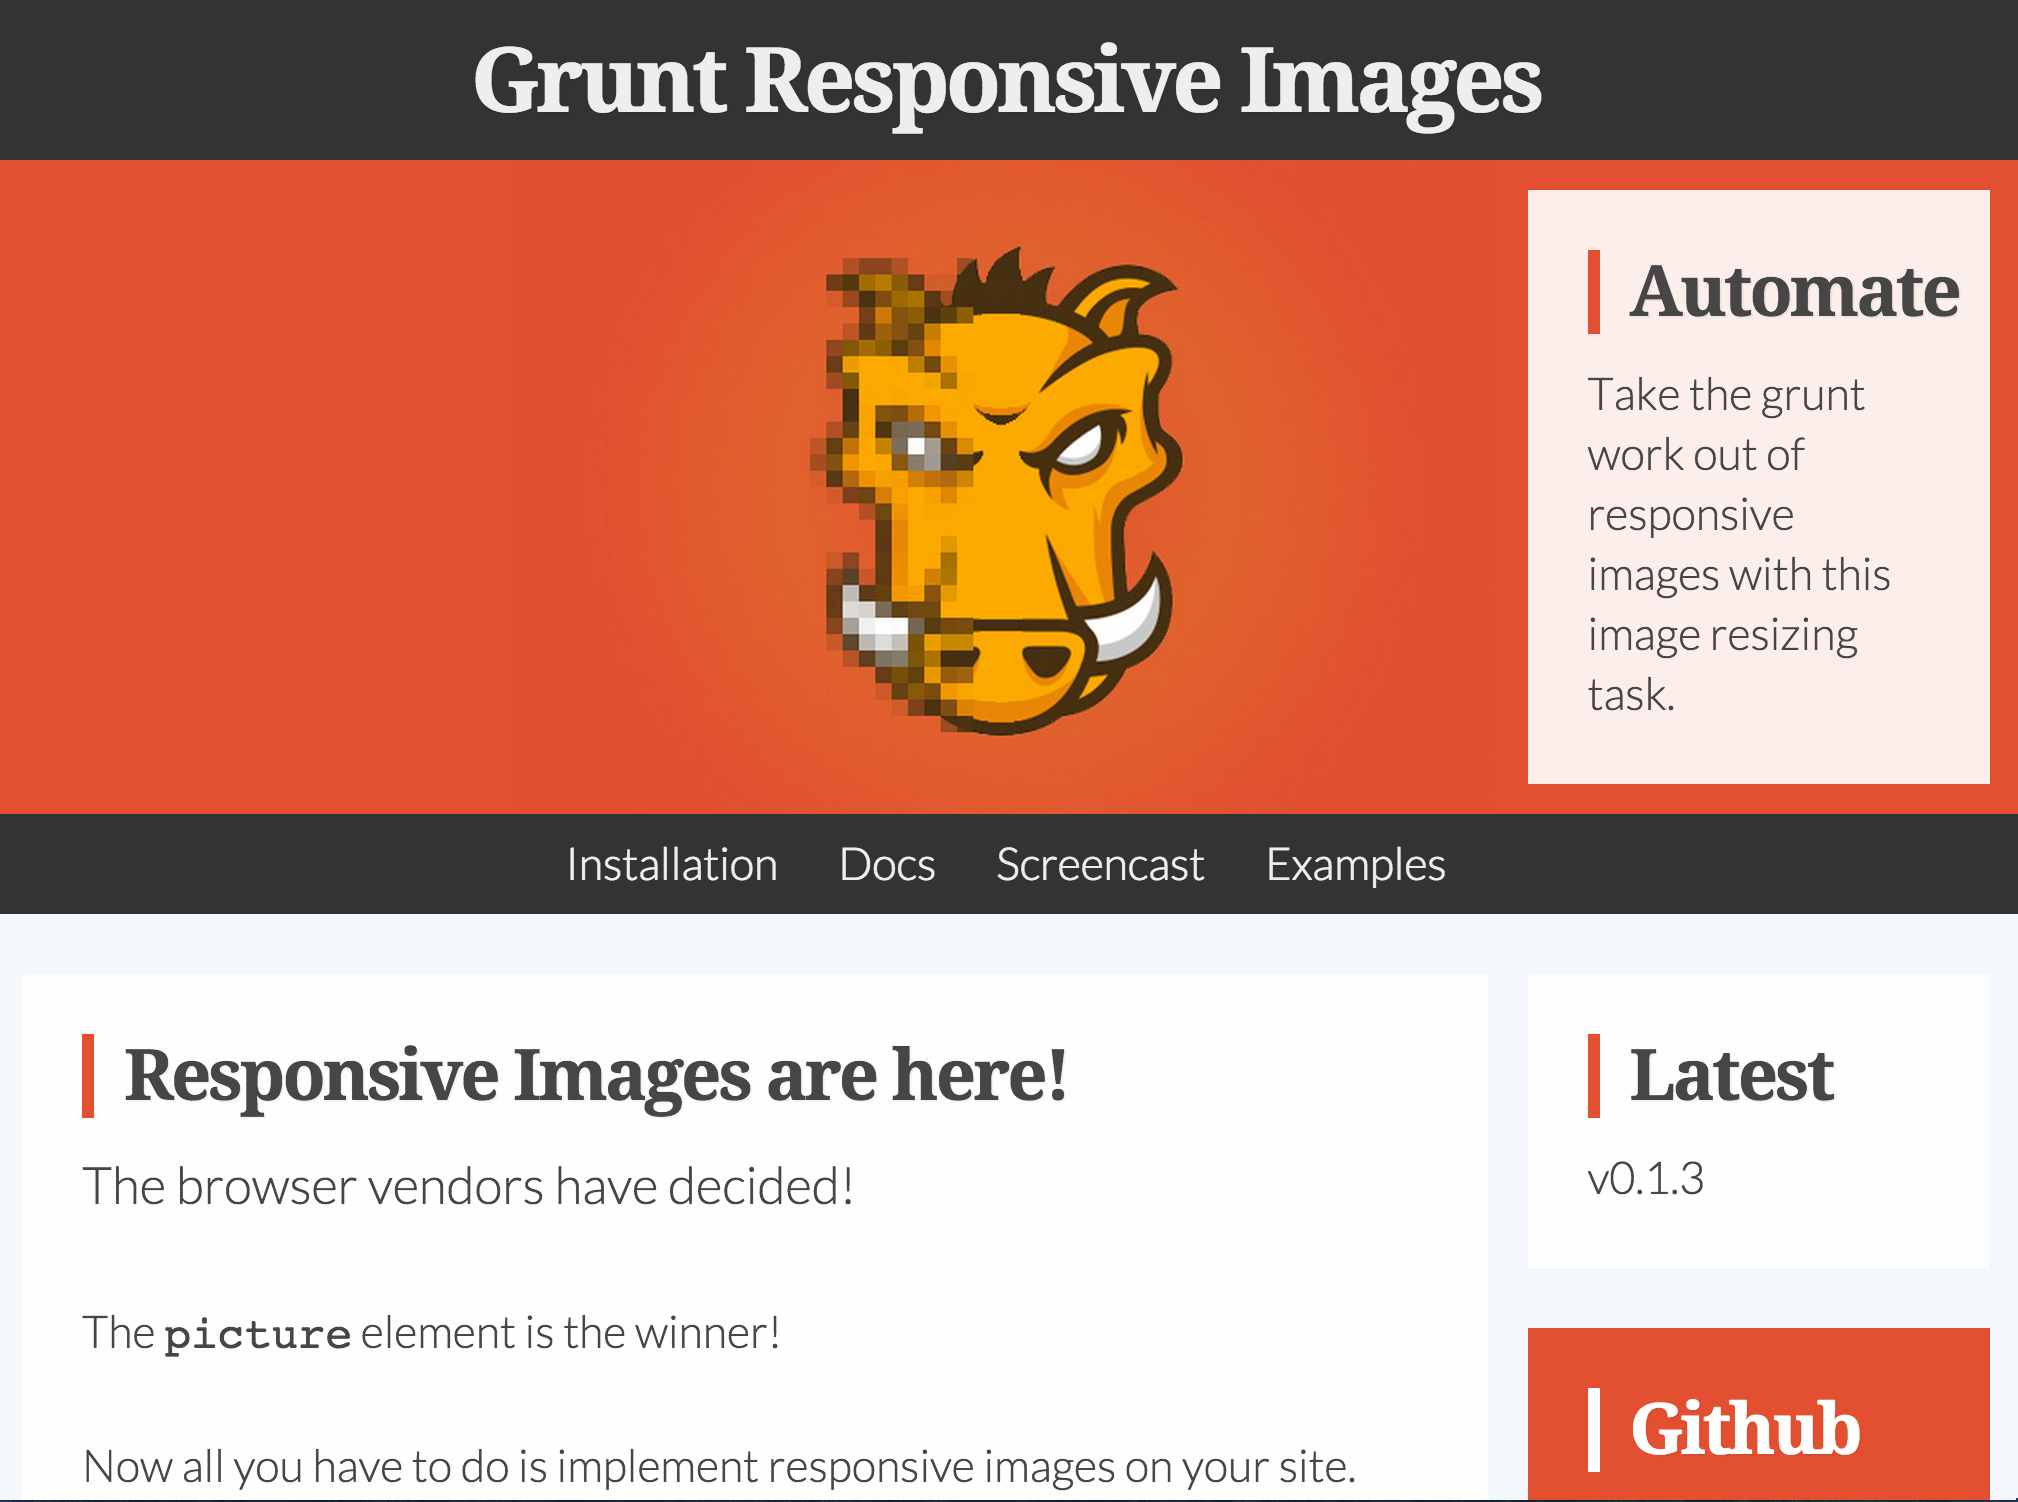 Grunt Responsive Images
Automate
Take the grunt
work out of
responsive
images with this
image resizing
task.
Installation Docs Screencast Examples
Responsive Images are here!
The browser vendors have decided!
The picture element is the winner!
Now all you have to do is implement responsive images on your site.
Latest
v0.1.3
Github